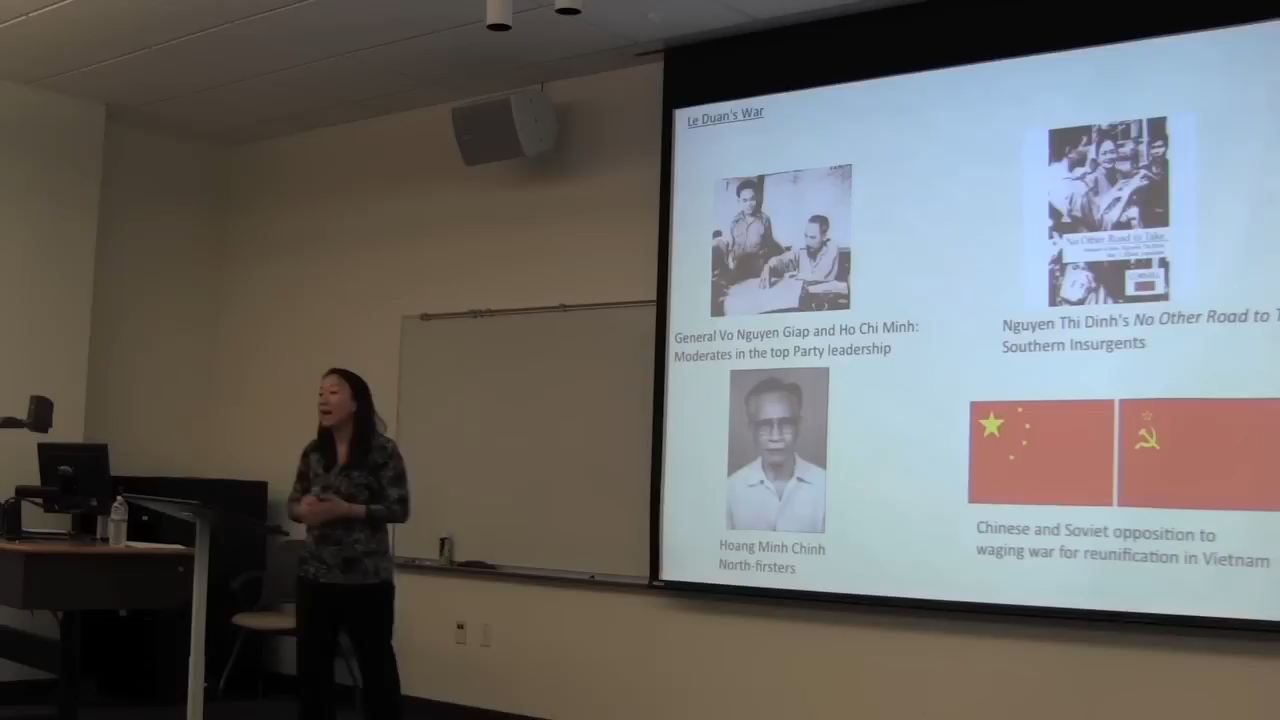 Le Duan's War
General Vo Nguyen Giap and Ho Chi Minh:
Moderates in the top Party leadership
No Other Road to Take
CORNELL
Nguyen Thi Dinh's No Other Road to T
Southern Insurgents
Hoang Minh Chinh
North-firsters
Chinese and Soviet opposition to
waging war for reunification in Vietnam